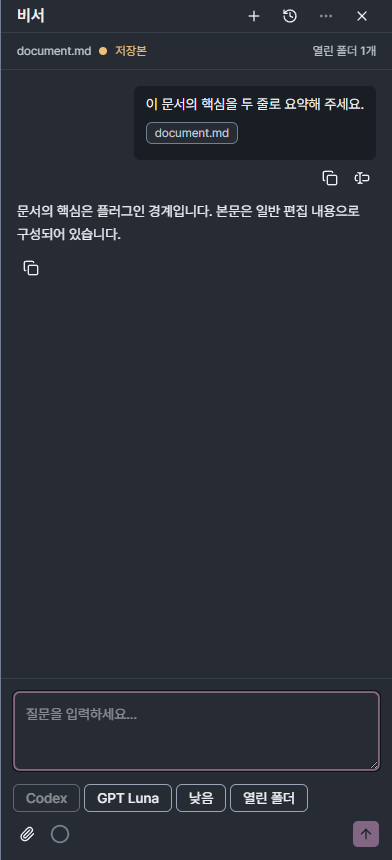 비서
document.md 저장본 열린 폴더 1개
이 문서의 핵심을 두 줄로 요약해 주세요.
document.md
문서의 핵심은 플러그인 경계입니다. 본문은 일반 편집 내용으로
구성되어 있습니다.
질문을 입력하세요...
Codex GPT Luna 낮음 열린 폴더